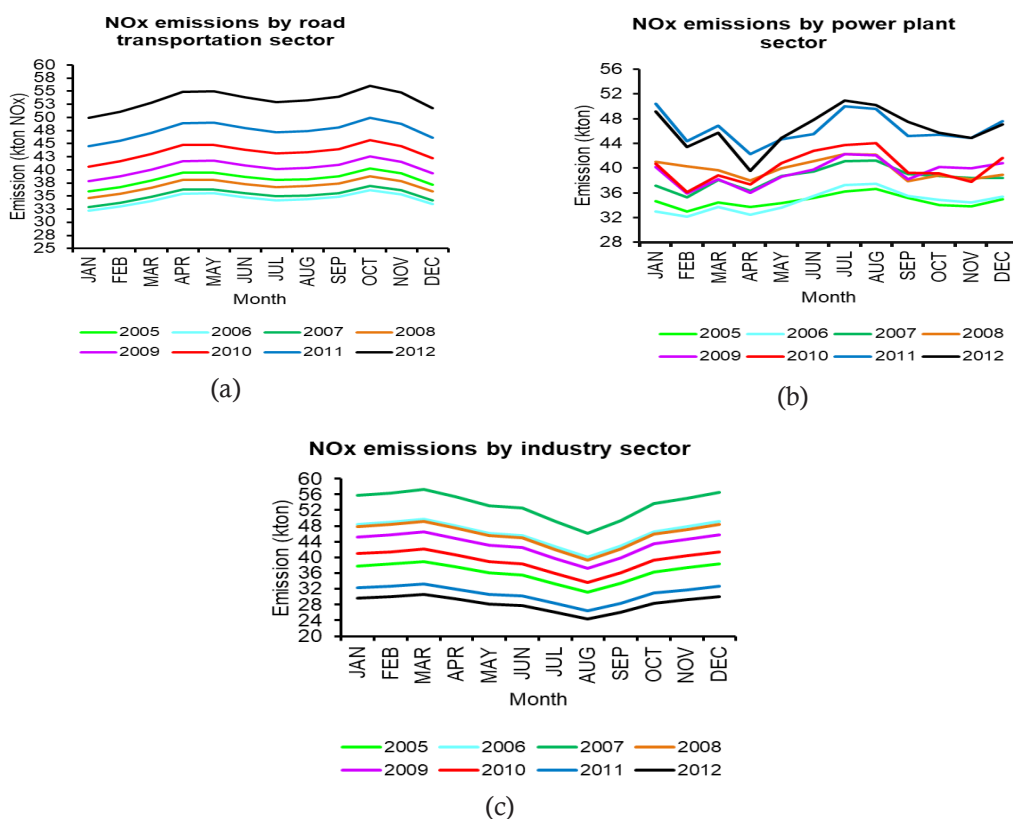 NOx emissions by road
transportation sector
60
58
55
53
50
48
45
43
40
38
35
33
30
28
25
Emission (kton NOx)
JAN FEB MAR APR MAY JUN JUL AUG SEP OCT NOV DEC
Month
2005 2006 2007 2008
2009 2010 2011 2012
(a)
NOx emissions by power plant
sector
56
52
48
44
40
36
32
28
Emission (kton)
JAN FEB MAR APR MAY JUN JUL AUG SEP OCT NOV DEC
Month
2005 2006 2007 2008
2009 2010 2011 2012
(b)
NOx emissions by industry sector
60
56
52
48
44
40
36
32
28
24
20
Emission (kton)
JAN FEB MAR APR MAY JUN JUL AUG SEP OCT NOV DEC
Month
2005 2006 2007 2008
2009 2010 2011 2012
(c)